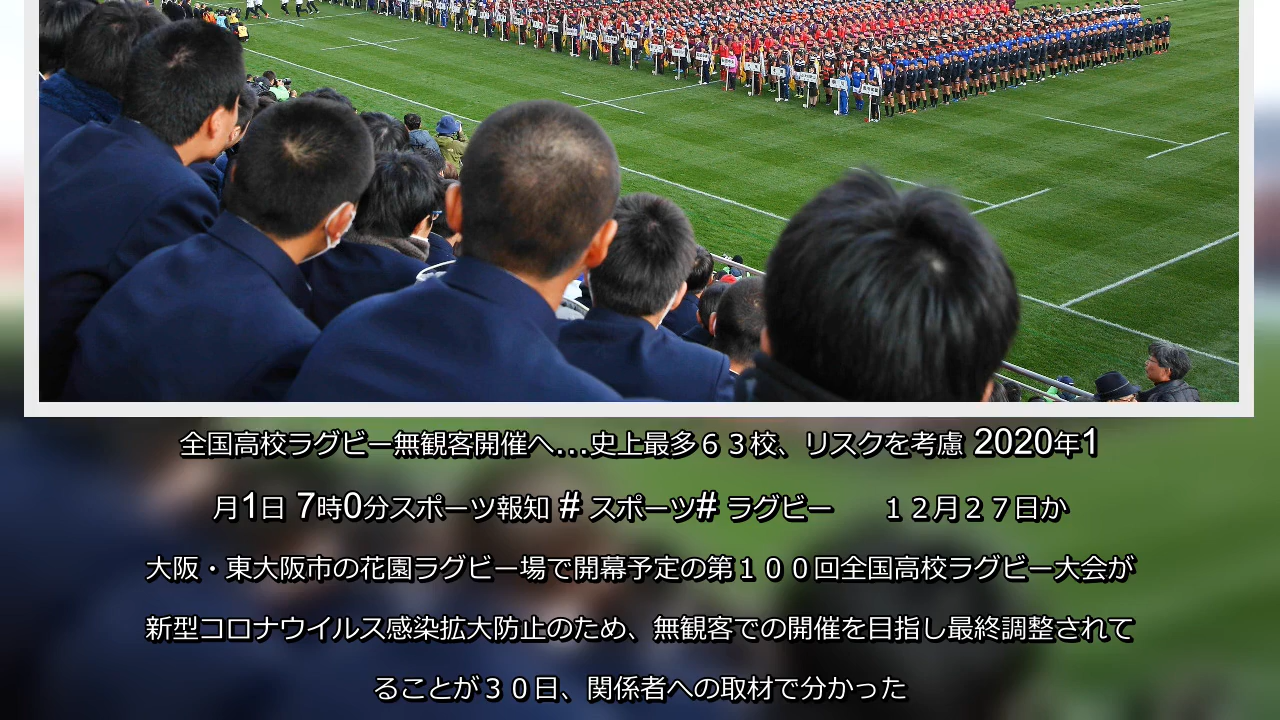 全国高校ラグビー無観客開催へ…史上最多６３校、リスクを考慮 2020年1
月1日 7時0分スポーツ報知 # スポーツ# ラグビー　　１２月２７日か
大阪・東大阪市の花園ラグビー場で開幕予定の第１００回全国高校ラグビー大会が
新型コロナウイルス感染拡大防止のため、無観客での開催を目指し最終調整されて
ることが３０日、関係者への取材で分かった